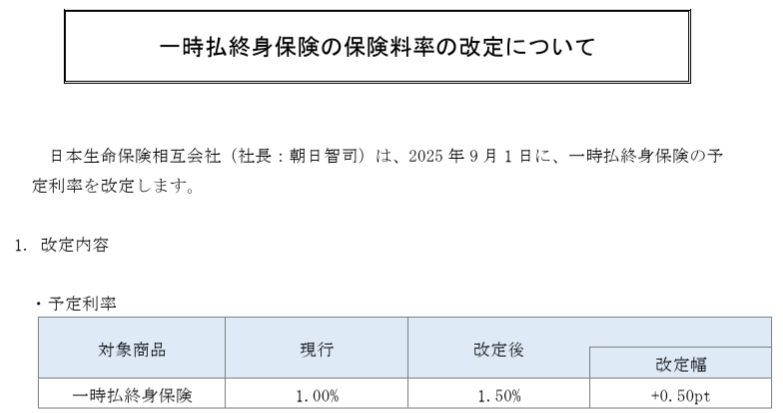 一時払終身保険の保険料率の改定について
日本生命保険相互会社（社長：朝日智司）は、2025年9月1日に、一時払終身保険の予
定利率を改定します。
1. 改定内容
・予定利率
対象商品 現行 改定後
改定幅
一時払終身保険 1.00% 1.50% +0.50pt